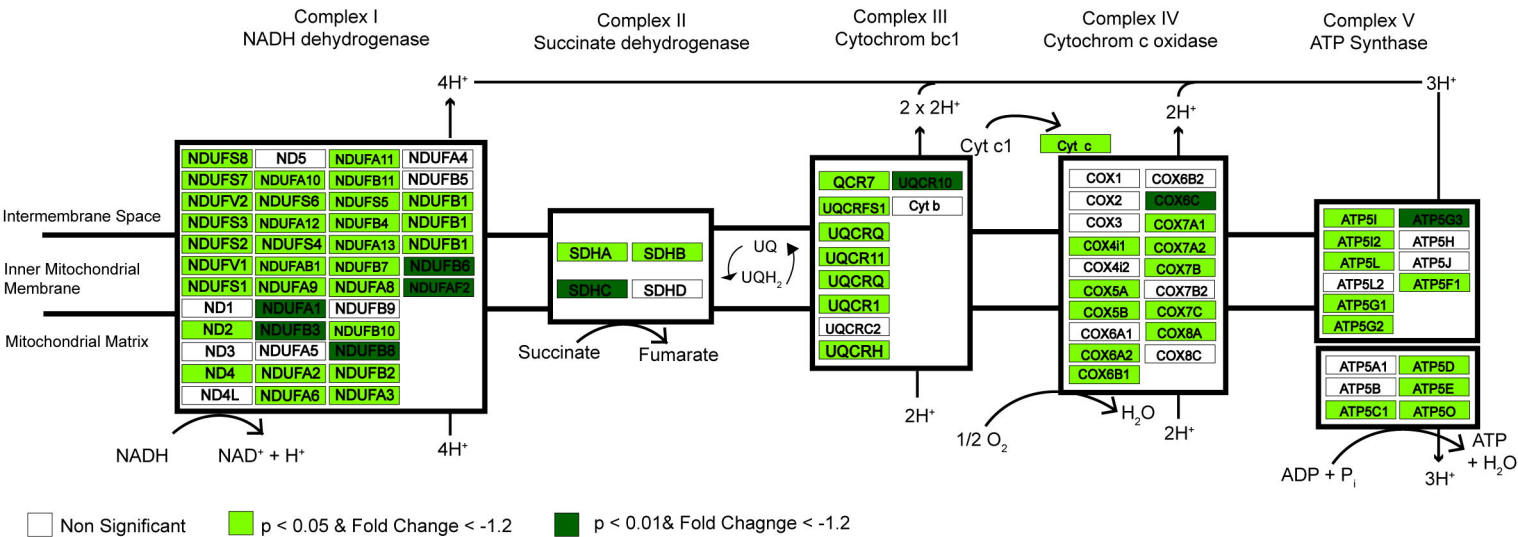 Complex I
NADH dehydrogenase
Complex II
Succinate dehydrogenase
Complex III
Cytochrom bc1
Complex IV
Cytochrom c oxidase
Complex V
ATP Synthase
4H⁺
2 x 2H⁺
2H⁺
3H⁺
Cyt c1
Cyt c
Intermembrane Space
Inner Mitochondrial
Membrane
Mitochondrial Matrix
NDUFS8 ND5 NDUFA11 NDUFA4
NDUFS7 NDUFA10 NDUFB11 NDUFB5
NDUFV2 NDUFS6 NDUFS5 NDUFB1
NDUFS3 NDUFA12 NDUFB4 NDUFB1
NDUFS2 NDUFS4 NDUFA13 NDUFB1
NDUFV1 NDUFAB1 NDUFB7 NDUFB6
NDUFS1 NDUFA9 NDUFA8 NDUFAF2
ND1 NDUFA1 NDUFB9
ND2 NDUFB3 NDUFB10
ND3 NDUFA5 NDUFB8
ND4 NDUFA2 NDUFB2
ND4L NDUFA6 NDUFA3
NADH
NAD⁺ + H⁺
4H⁺
SDHA SDHB
SDHC SDHD
Succinate
Fumarate
UQ
UQH₂
QCR7 UQCR10
UQCRFS1 Cyt b
UQCRQ
UQCR11
UQCRQ
UQCR1
UQCRC2
UQCRH
2H⁺
COX1 COX6B2
COX2 COX6C
COX3 COX7A1
COX4i1 COX7A2
COX4i2 COX7B
COX5A COX7B2
COX5B COX7C
COX6A1 COX8A
COX6A2 COX8C
COX6B1
1/2 O₂
H₂O
2H⁺
ATP5I ATP5G3
ATP5I2 ATP5H
ATP5L ATP5J
ATP5L2 ATP5F1
ATP5G1
ATP5G2
ATP5A1 ATP5D
ATP5B ATP5E
ATP5C1 ATP5O
ADP + Pᵢ
3H⁺
ATP
+ H₂O
Non Significant
p < 0.05 & Fold Change < -1.2
p < 0.01& Fold Chagnge < -1.2